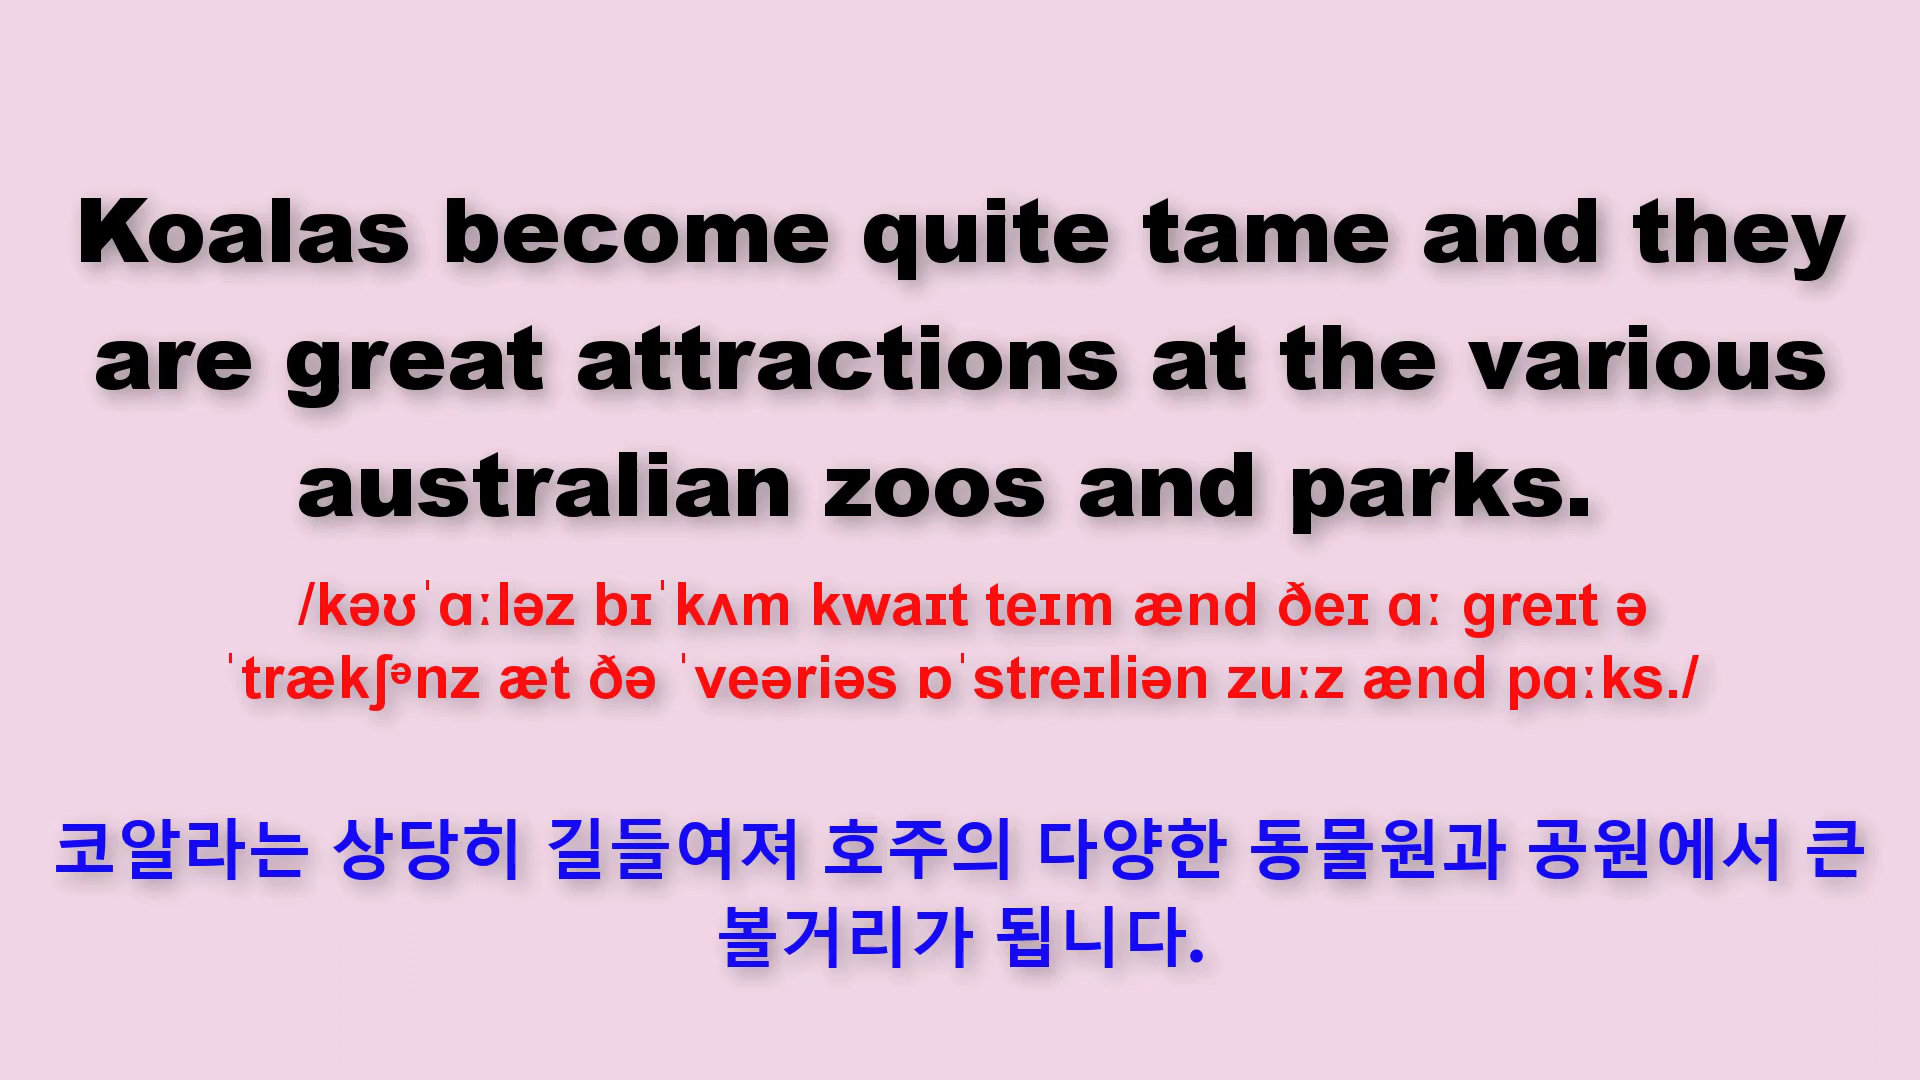 Koalas become quite tame and they
are great attractions at the various
australian zoos and parks.
/kəʊˈɑːləz bɪˈkʌm kwaɪt teɪm ænd ðeɪ ɑː greɪt ə
ˈtrækʃᵊnz æt ðə ˈveəriəs ɒˈstreɪliən zuːz ænd pɑːks./
코알라는 상당히 길들여져 호주의 다양한 동물원과 공원에서 큰
볼거리가 됩니다.